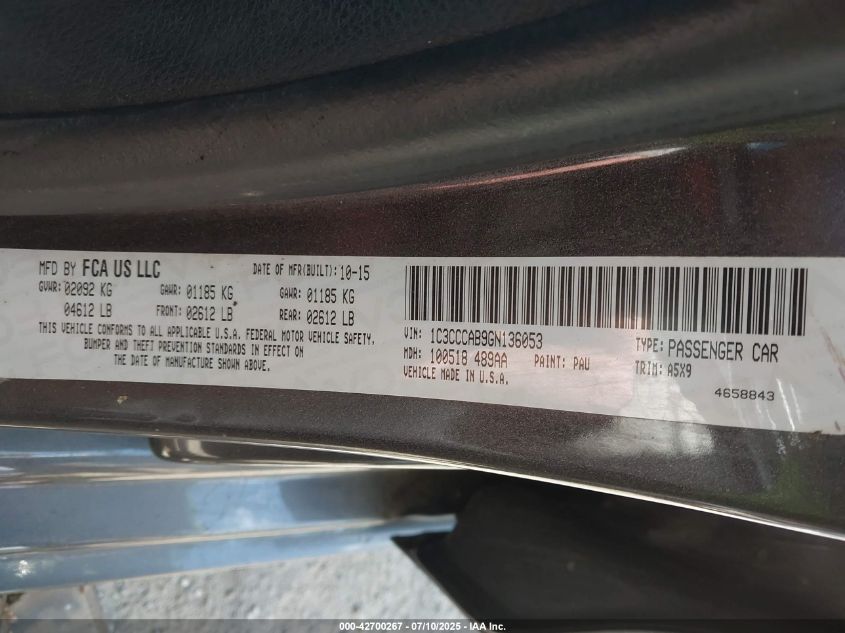 MFD BY FCA US LLC
DATE OF MFR(BUILT): 10-15
GVWR: 02092 KG GAWR: 01185 KG GAWR: 01185 KG
04612 LB FRONT: 02612 LB REAR: 02612 LB
THIS VEHICLE CONFORMS TO ALL APPLICABLE U.S.A. FEDERAL MOTOR VEHICLE SAFETY,
BUMPER AND THEFT PREVENTION STANDARDS IN EFFECT ON
THE DATE OF MANUFACTURE SHOWN ABOVE.
VIN: 1C3CCCAB9GN136053 TYPE: PASSENGER CAR
MDH: 100518 489AA PAINT: PAU TRIM: A5X9
VEHICLE MADE IN U.S.A.
4658843
000-42700267 - 07/10/2025 - IAA Inc.